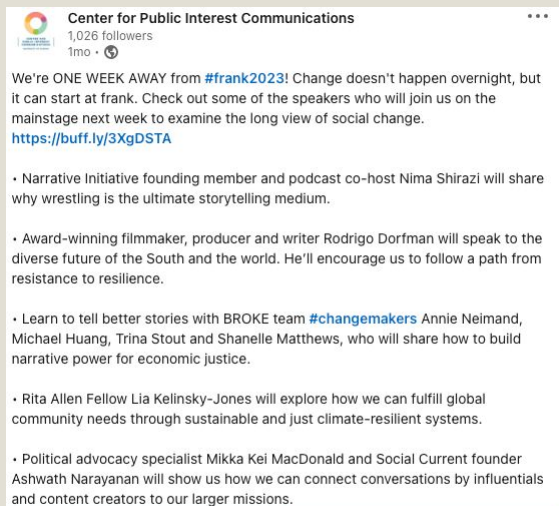 Center for Public Interest Communications
1,026 followers
1mo •
We're ONE WEEK AWAY from #frank2023! Change doesn't happen overnight, but
it can start at frank. Check out some of the speakers who will join us on the
mainstage next week to examine the long view of social change.
https://buff.ly/3XgDSTA
• Narrative Initiative founding member and podcast co-host Nima Shirazi will share
why wrestling is the ultimate storytelling medium.
• Award-winning filmmaker, producer and writer Rodrigo Dorfman will speak to the
diverse future of the South and the world. He'll encourage us to follow a path from
resistance to resilience.
• Learn to tell better stories with BROKE team #changemakers Annie Neimand,
Michael Huang, Trina Stout and Shanelle Matthews, who will share how to build
narrative power for economic justice.
• Rita Allen Fellow Lia Kelinsky-Jones will explore how we can fulfill global
community needs through sustainable and just climate-resilient systems.
• Political advocacy specialist Mikka Kei MacDonald and Social Current founder
Ashwath Narayanan will show us how we can connect conversations by influentials
and content creators to our larger missions.